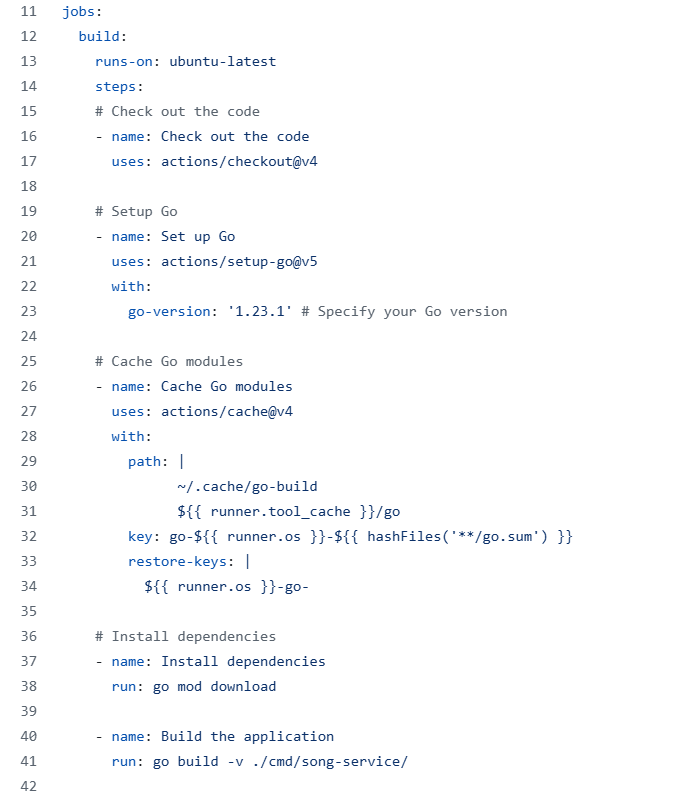 11 jobs:
12   build:
13     runs-on: ubuntu-latest
14     steps:
15     # Check out the code
16     - name: Check out the code
17       uses: actions/checkout@v4
18
19     # Setup Go
20     - name: Set up Go
21       uses: actions/setup-go@v5
22       with:
23         go-version: '1.23.1' # Specify your Go version
24
25     # Cache Go modules
26     - name: Cache Go modules
27       uses: actions/cache@v4
28       with:
29         path: |
30               ~/.cache/go-build
31               ${{ runner.tool_cache }}/go
32         key: go-${{ runner.os }}-${{ hashFiles('**/go.sum') }}
33         restore-keys: |
34           ${{ runner.os }}-go-
35
36     # Install dependencies
37     - name: Install dependencies
38       run: go mod download
39
40     - name: Build the application
41       run: go build -v ./cmd/song-service/
42